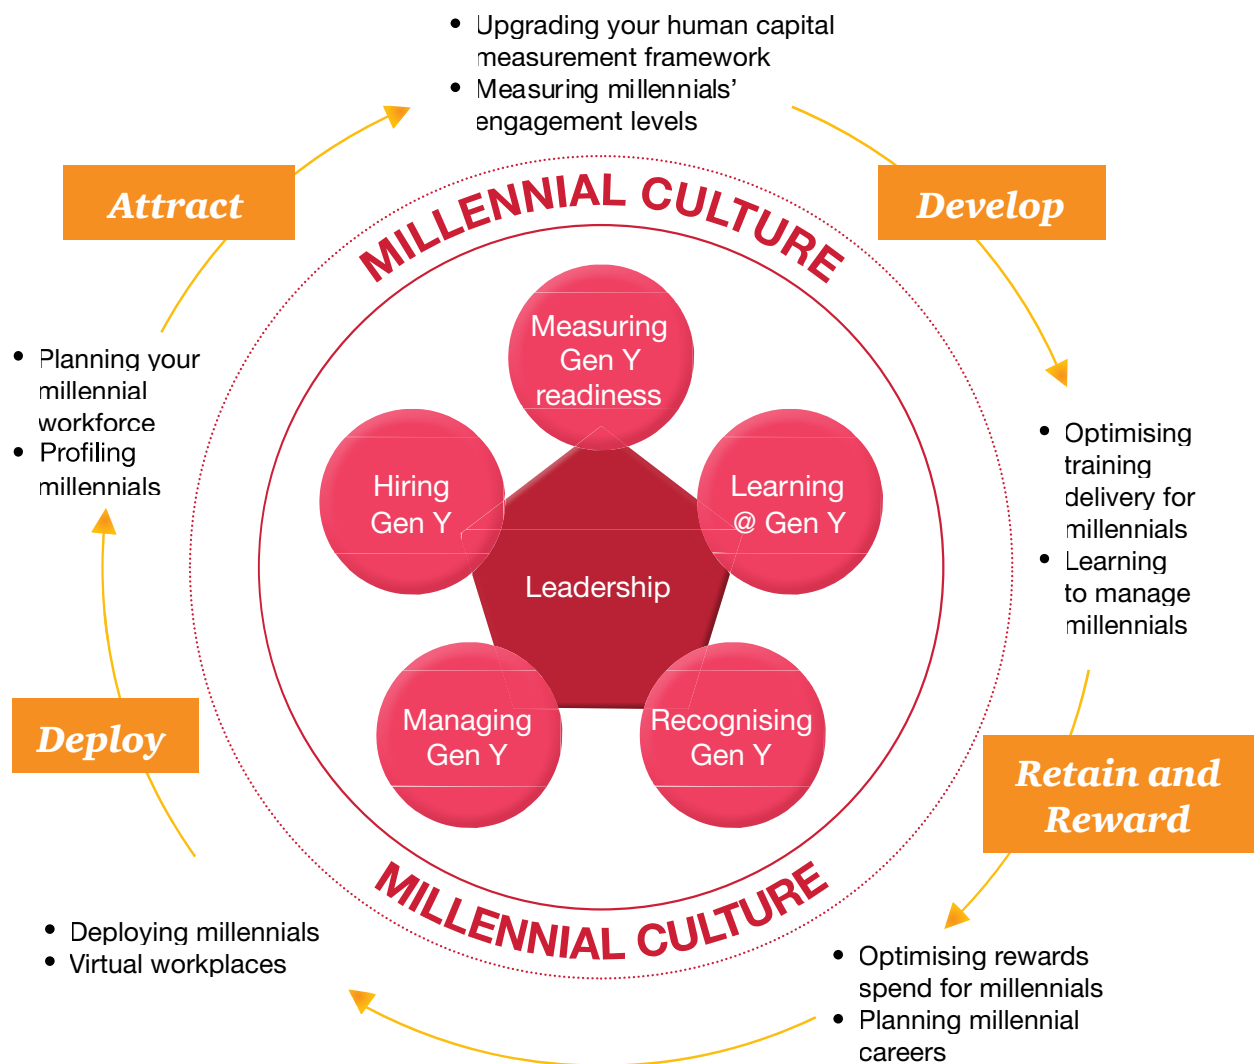 • Upgrading your human capital
measurement framework
• Measuring millennials’
engagement levels
Attract
Develop
MILLENNIAL CULTURE
Measuring
Gen Y
readiness
• Planning your
millennial
workforce
• Profiling
millennials
Hiring
Gen Y
Learning
@ Gen Y
• Optimising
training
delivery for
millennials
• Learning
to manage
millennials
Leadership
Deploy
Managing
Gen Y
Recognising
Gen Y
Retain and
Reward
MILLENNIAL CULTURE
• Deploying millennials
• Virtual workplaces
• Optimising rewards
spend for millennials
• Planning millennial
careers